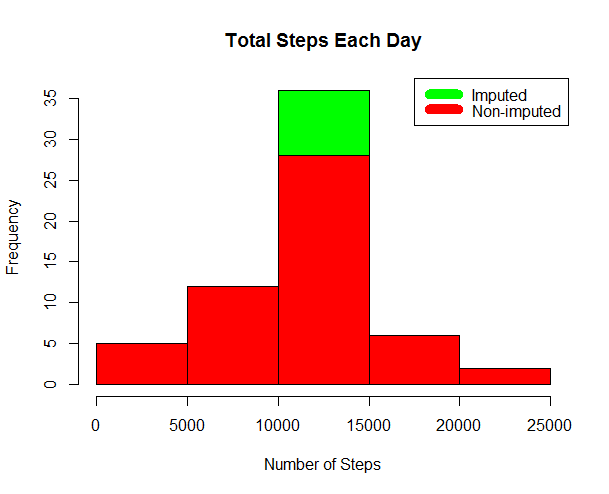 Total Steps Each Day
Imputed
Non-imputed
Frequency
35
30
25
20
15
10
5
0
0 5000 10000 15000 20000 25000
Number of Steps